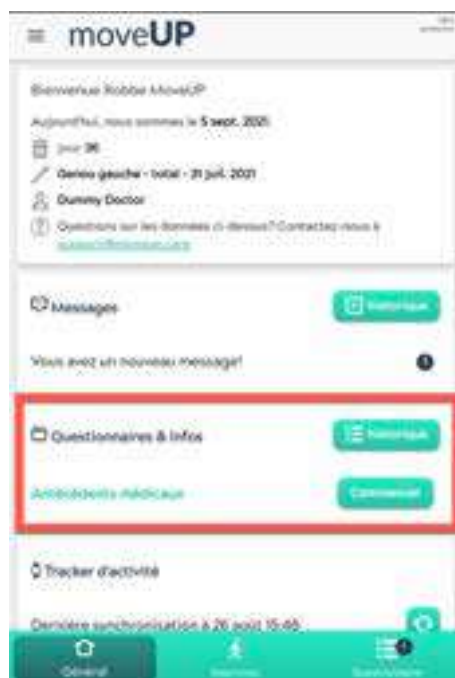 moveUP
Bienvenue Robbe MoveUP
Aujourd'hui, nous sommes le 5 sept. 2021
jour 36
Genou gauche - total - 31 juil. 2021
Dummy Doctor
Questions sur les données ci-dessus? Contactez-nous à
Messages
historique
Vous avez un nouveau message!
Questionnaires & Infos
historique
Antécédents médicaux
Commencer
Tracker d'activité
Dernière synchronisation à 26 août 15:48
Général